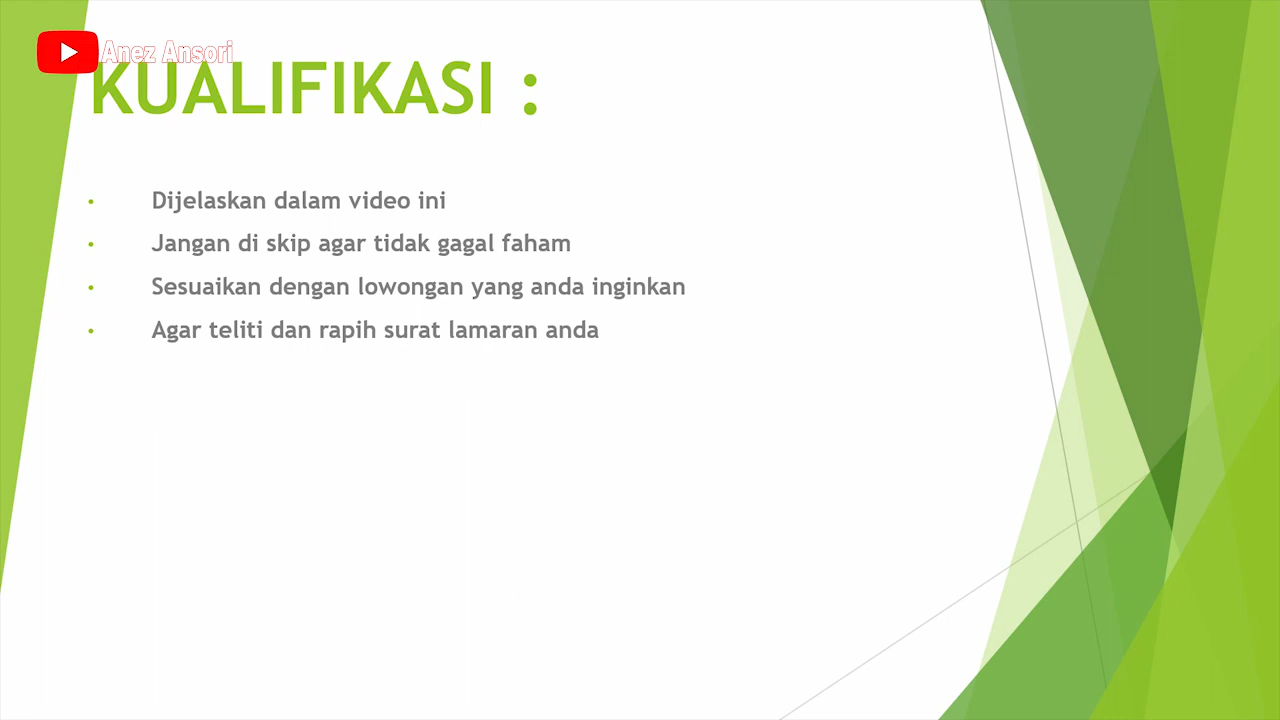 Anez Ansori
KUALIFIKASI :
• Dijelaskan dalam video ini
• Jangan di skip agar tidak gagal faham
• Sesuaikan dengan lowongan yang anda inginkan
• Agar teliti dan rapih surat lamaran anda